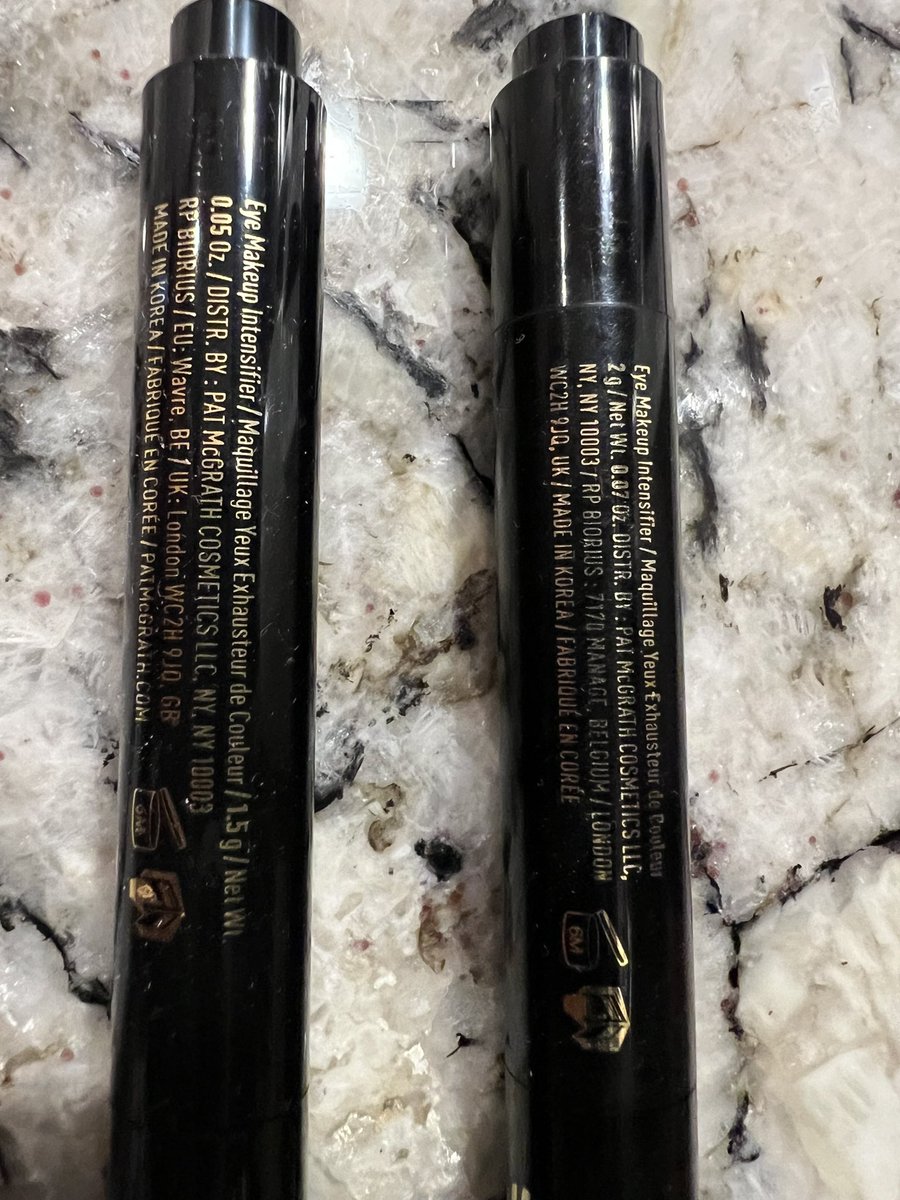 Eye Makeup Intensifier / Maquillage Yeux Exhausteur de Couleur / 1.5 g / Net Wt.
0.05 Oz. / DISTR. BY : PAT McGRATH COSMETICS LLC, NY, NY 10003
RP BIORIUS / EU: Wavre, BE / UK: London WC2H 9JQ, GB
MADE IN KOREA / FABRIQUÉ EN CORÉE / PATMcGRATH.COM
6M
Eye Makeup Intensifier / Maquillage Yeux Exhausteur de Couleur
2 g / Net Wt. 0.07 Oz. DISTR. BY : PAT McGRATH COSMETICS LLC,
NY, NY 10003 / RP BIORIUS : 7170 MANAGE, BELGIUM / LONDON
WC2H 9JQ, UK / MADE IN KOREA / FABRIQUÉ EN CORÉE
6M